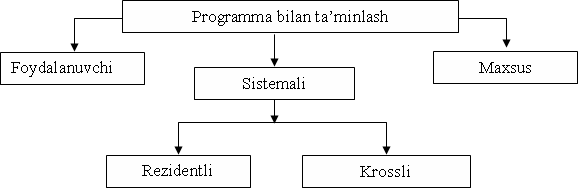 Programma bilan ta’minlash
Foydalanuvchi
Sistemali
Maxsus
Rezidentli
Krossli